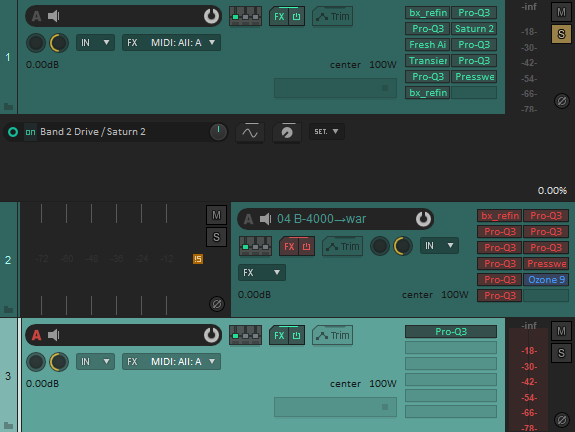 A FX Trim bx_refin Pro-Q3 -inf M
Pro-Q3 Saturn 2 -18- S
1 IN FX MIDI: All: A Fresh Ai Pro-Q3 -30-
0.00dB center 100W Transier Pro-Q3 -42-
Pro-Q3 Presswe -54-
bx_refin -66-
-78-
on Band 2 Drive / Saturn 2 SET.
0.00%
M A 04 B-4000→war bx_refin Pro-Q3
S FX Trim IN Pro-Q3 Pro-Q3
2 -72- -60- -48- -36- -24- -12- Pro-Q3 Pro-Q3
FX Pro-Q3 Presswe
0.00dB center 100W Pro-Q3 Ozone 9
Pro-Q3
A FX Trim Pro-Q3 -inf M
-18- S
3 IN FX MIDI: All: A -30-
0.00dB center 100W -42-
-54-
-66-
-78-